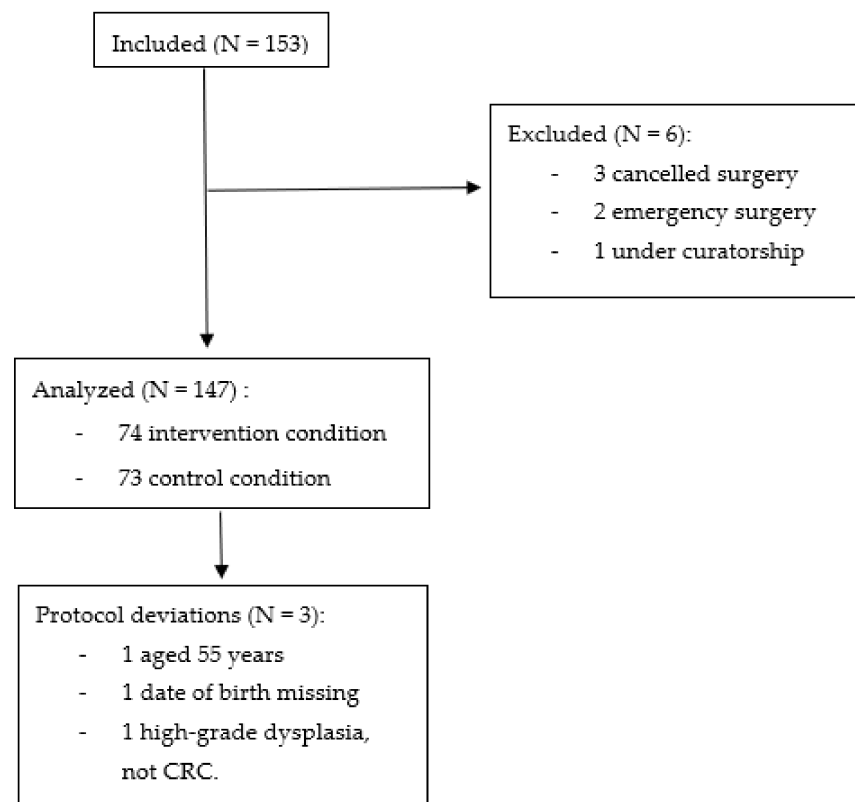 Included (N = 153)
Excluded (N = 6):
- 3 cancelled surgery
- 2 emergency surgery
- 1 under curatorship
Analyzed (N = 147) :
- 74 intervention condition
- 73 control condition
Protocol deviations (N = 3):
- 1 aged 55 years
- 1 date of birth missing
- 1 high-grade dysplasia,
not CRC.